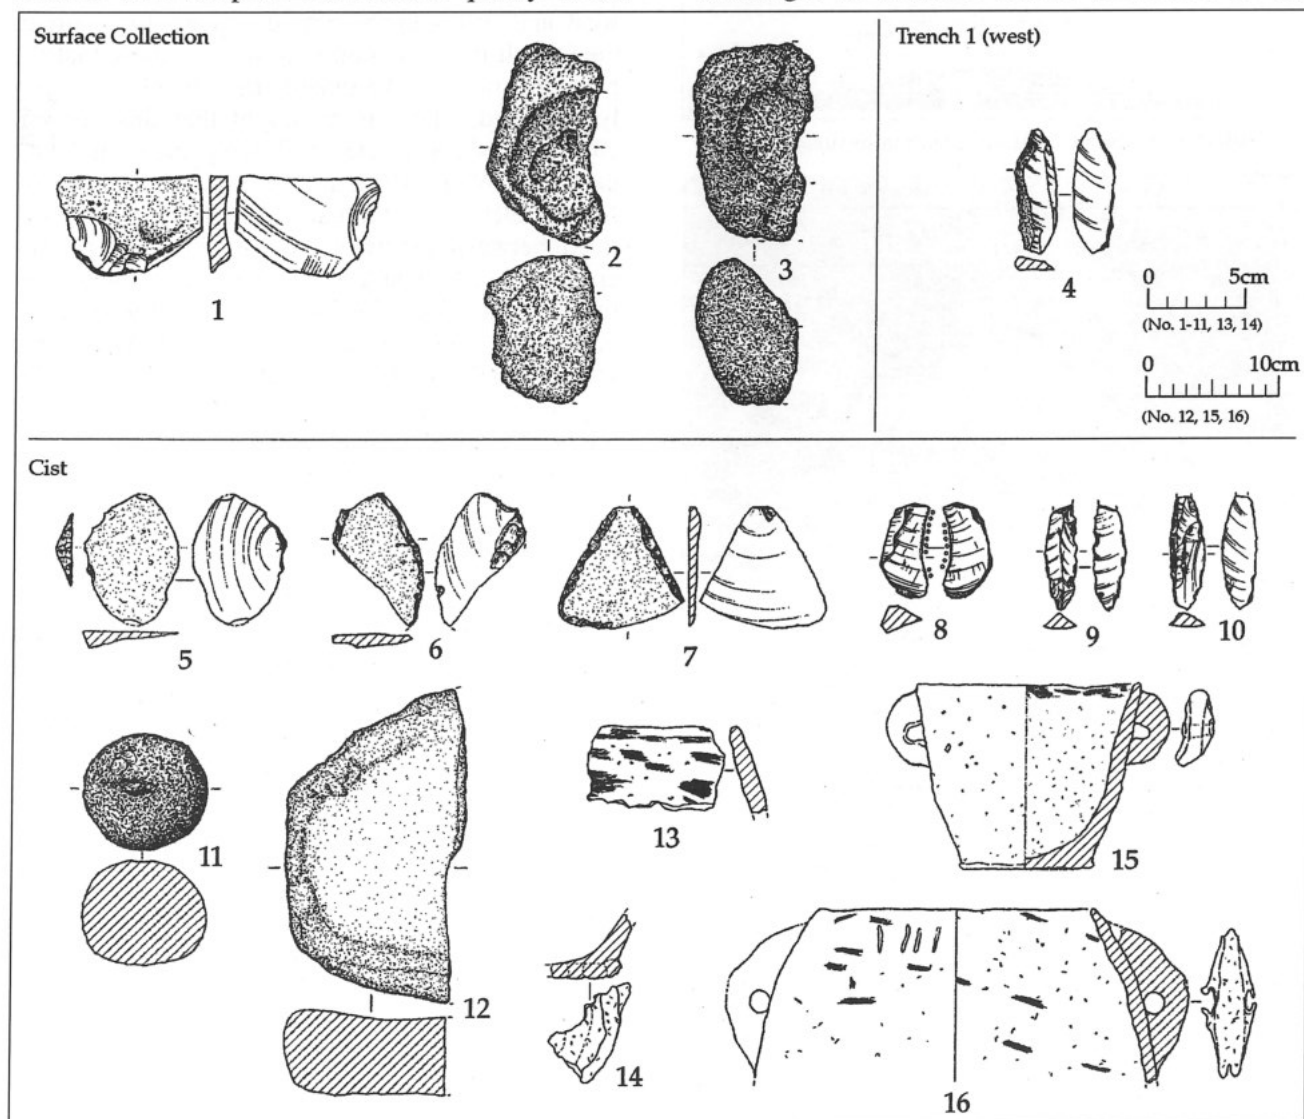 Surface Collection
Trench 1 (west)
1
2
3
4
0 5cm
(No. 1-11, 13, 14)
0 10cm
(No. 12, 15, 16)
Cist
5
6
7
8
9
10
11
12
13
14
15
16